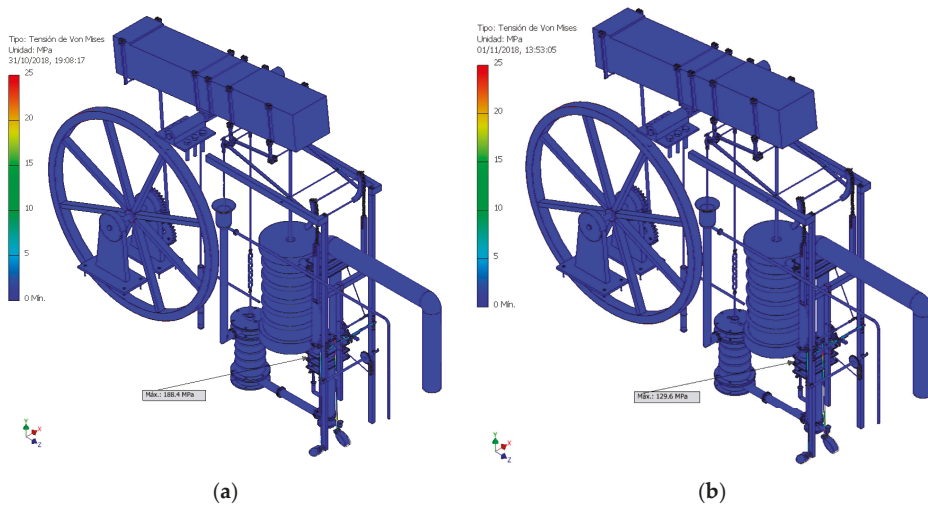 Tipo: Tensión de Von Mises
Unidad: MPa
31/10/2018, 19:08:17
25
20
15
10
5
0 Mín.
Máx.: 188.4 MPa
Y
X
Z
(a)
Tipo: Tensión de Von Mises
Unidad: MPa
01/11/2018, 13:53:05
25
20
15
10
5
0 Mín.
Máx.: 129.6 MPa
Y
X
Z
(b)